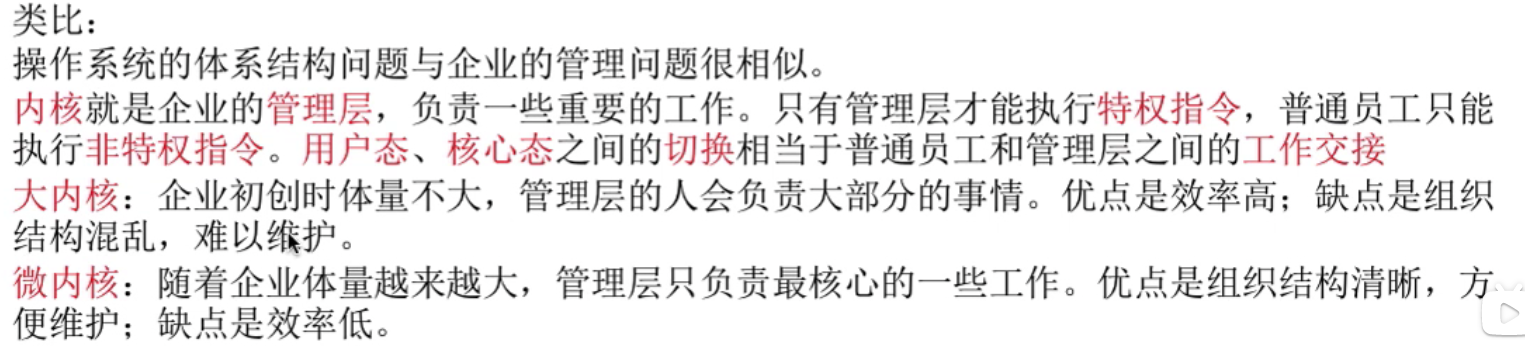 类比：
操作系统的体系结构问题与企业的管理问题很相似。
内核就是企业的管理层，负责一些重要的工作。只有管理层才能执行特权指令，普通员工只能
执行非特权指令。用户态、核心态之间的切换相当于普通员工和管理层之间的工作交接
大内核：企业初创时体量不大，管理层的人会负责大部分的事情。优点是效率高；缺点是组织
结构混乱，难以维护。
微内核：随着企业体量越来越大，管理层只负责最核心的一些工作。优点是组织结构清晰，方
便维护；缺点是效率低。